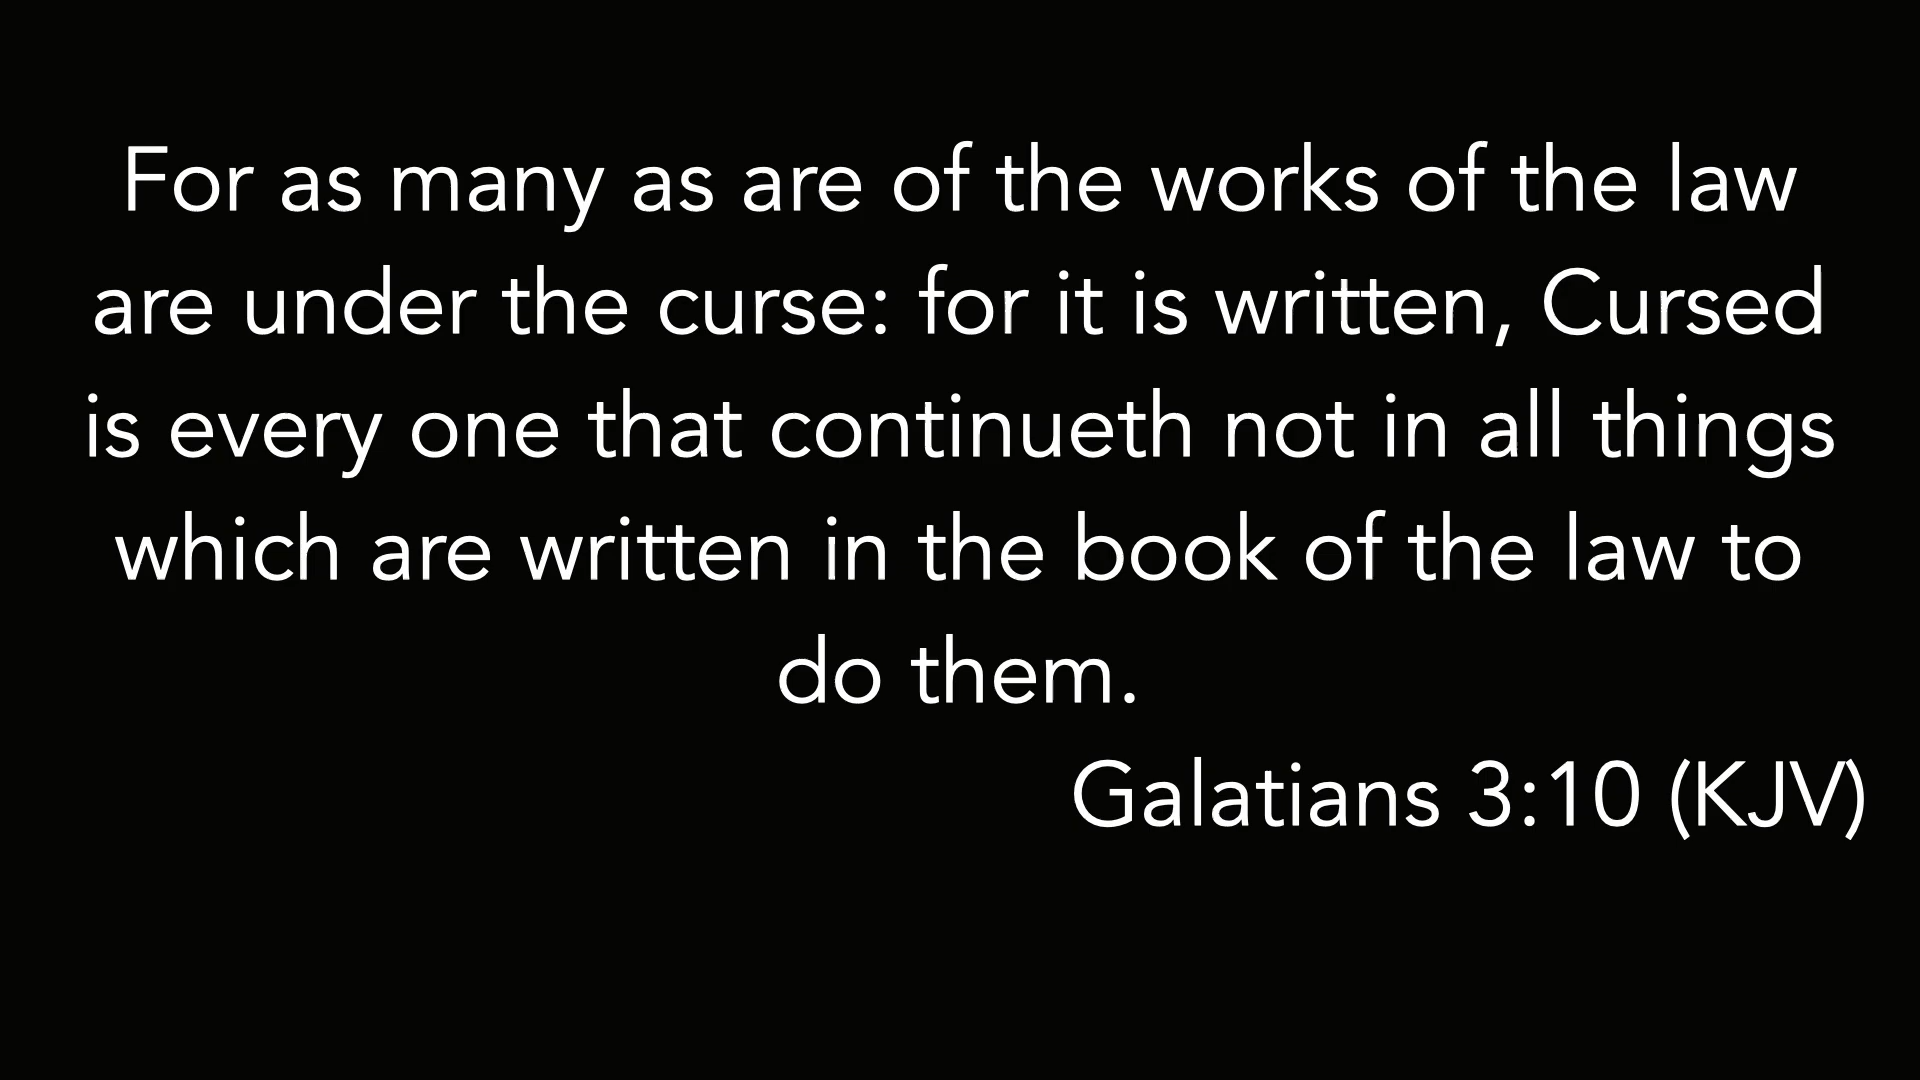 For as many as are of the works of the law
are under the curse: for it is written, Cursed
is every one that continueth not in all things
which are written in the book of the law to
do them.
Galatians 3:10 (KJV)